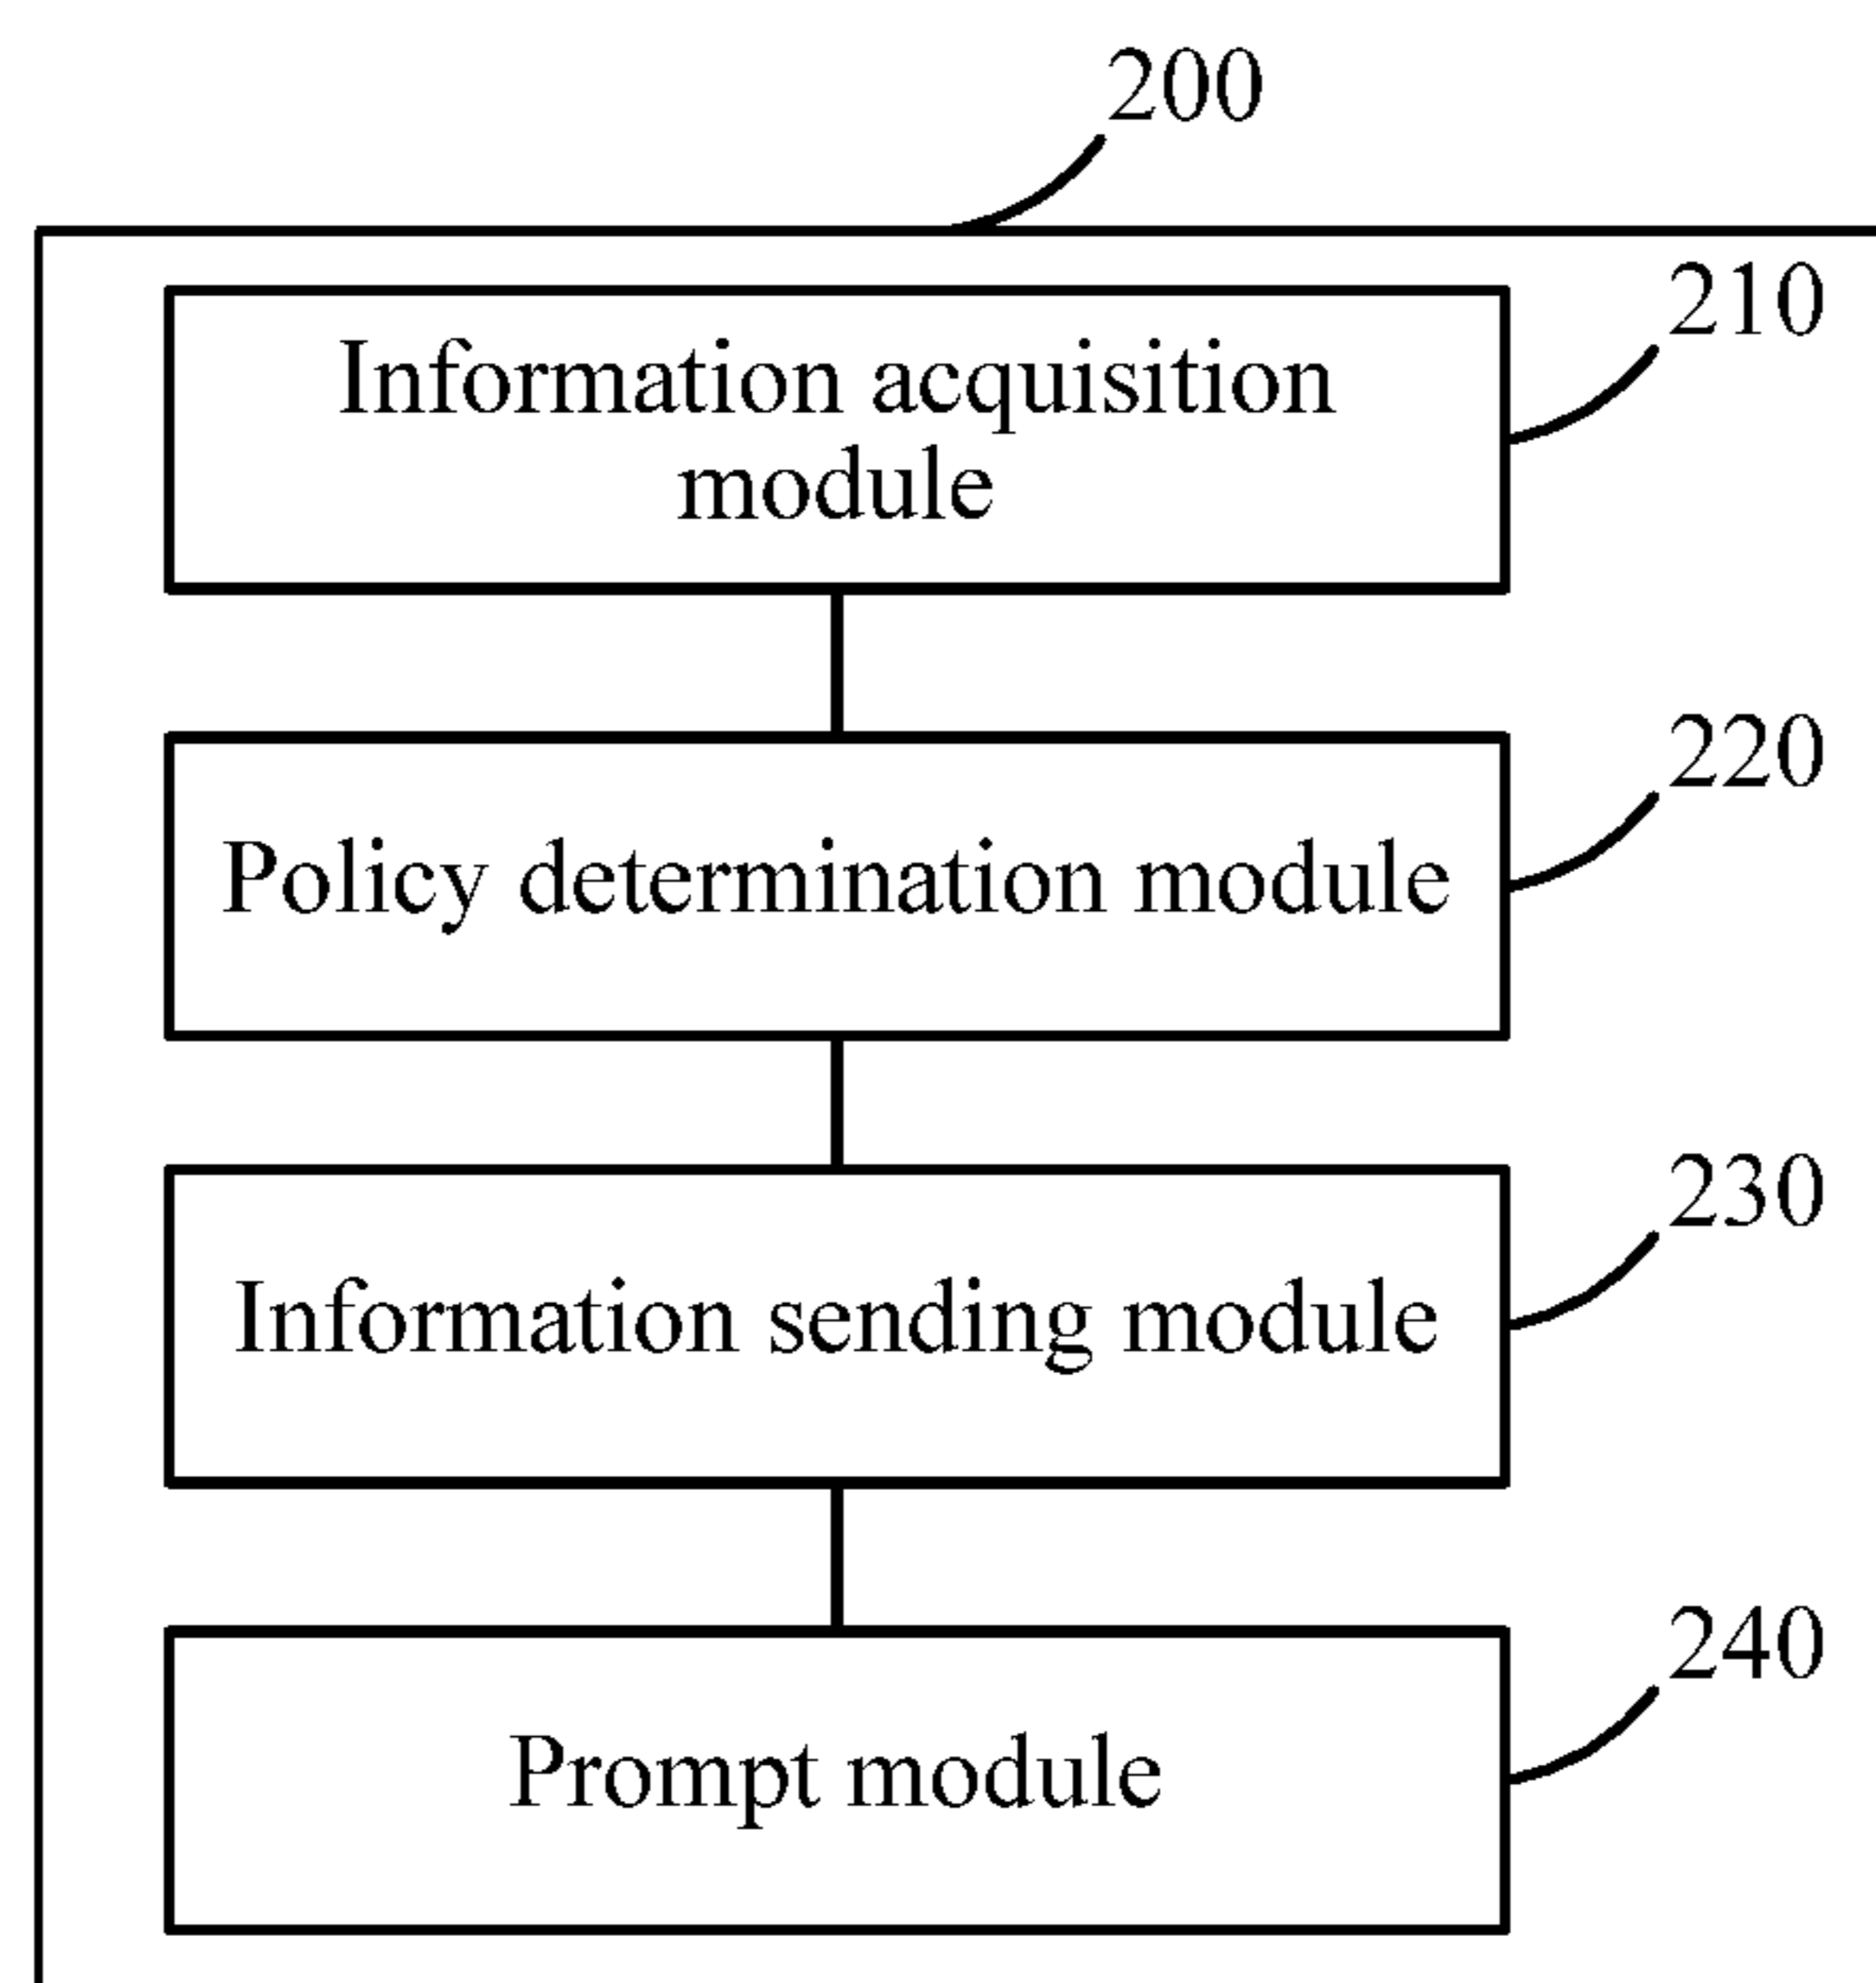 200
210
Information acquisition
module
220
Policy determination module
230
Information sending module
240
Prompt module